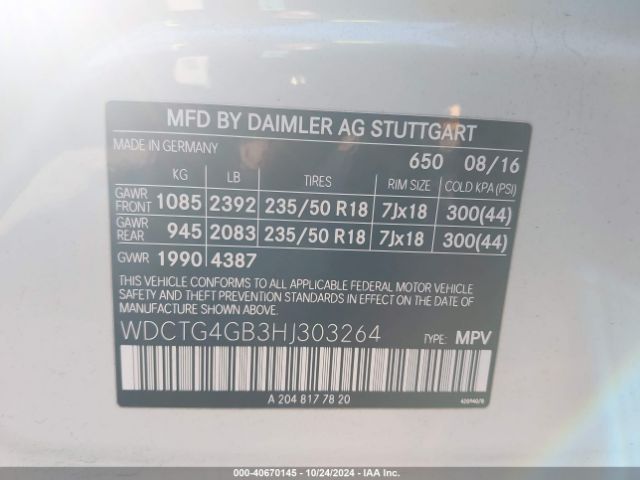 MFD BY DAIMLER AG STUTTGART
MADE IN GERMANY 650 08/16
KG LB TIRES RIM SIZE COLD KPA (PSI)
GAWR FRONT 1085 2392 235/50 R18 7Jx18 300(44)
GAWR REAR 945 2083 235/50 R18 7Jx18 300(44)
GVWR 1990 4387
THIS VEHICLE CONFORMS TO ALL APPLICABLE FEDERAL MOTOR VEHICLE
SAFETY AND THEFT PREVENTION STANDARDS IN EFFECT ON THE DATE OF
MANUFACTURE SHOWN ABOVE.
WDCTG4GB3HJ303264 TYPE: MPV
A 204 817 78 20
000-40670145 - 10/24/2024 - IAA Inc.